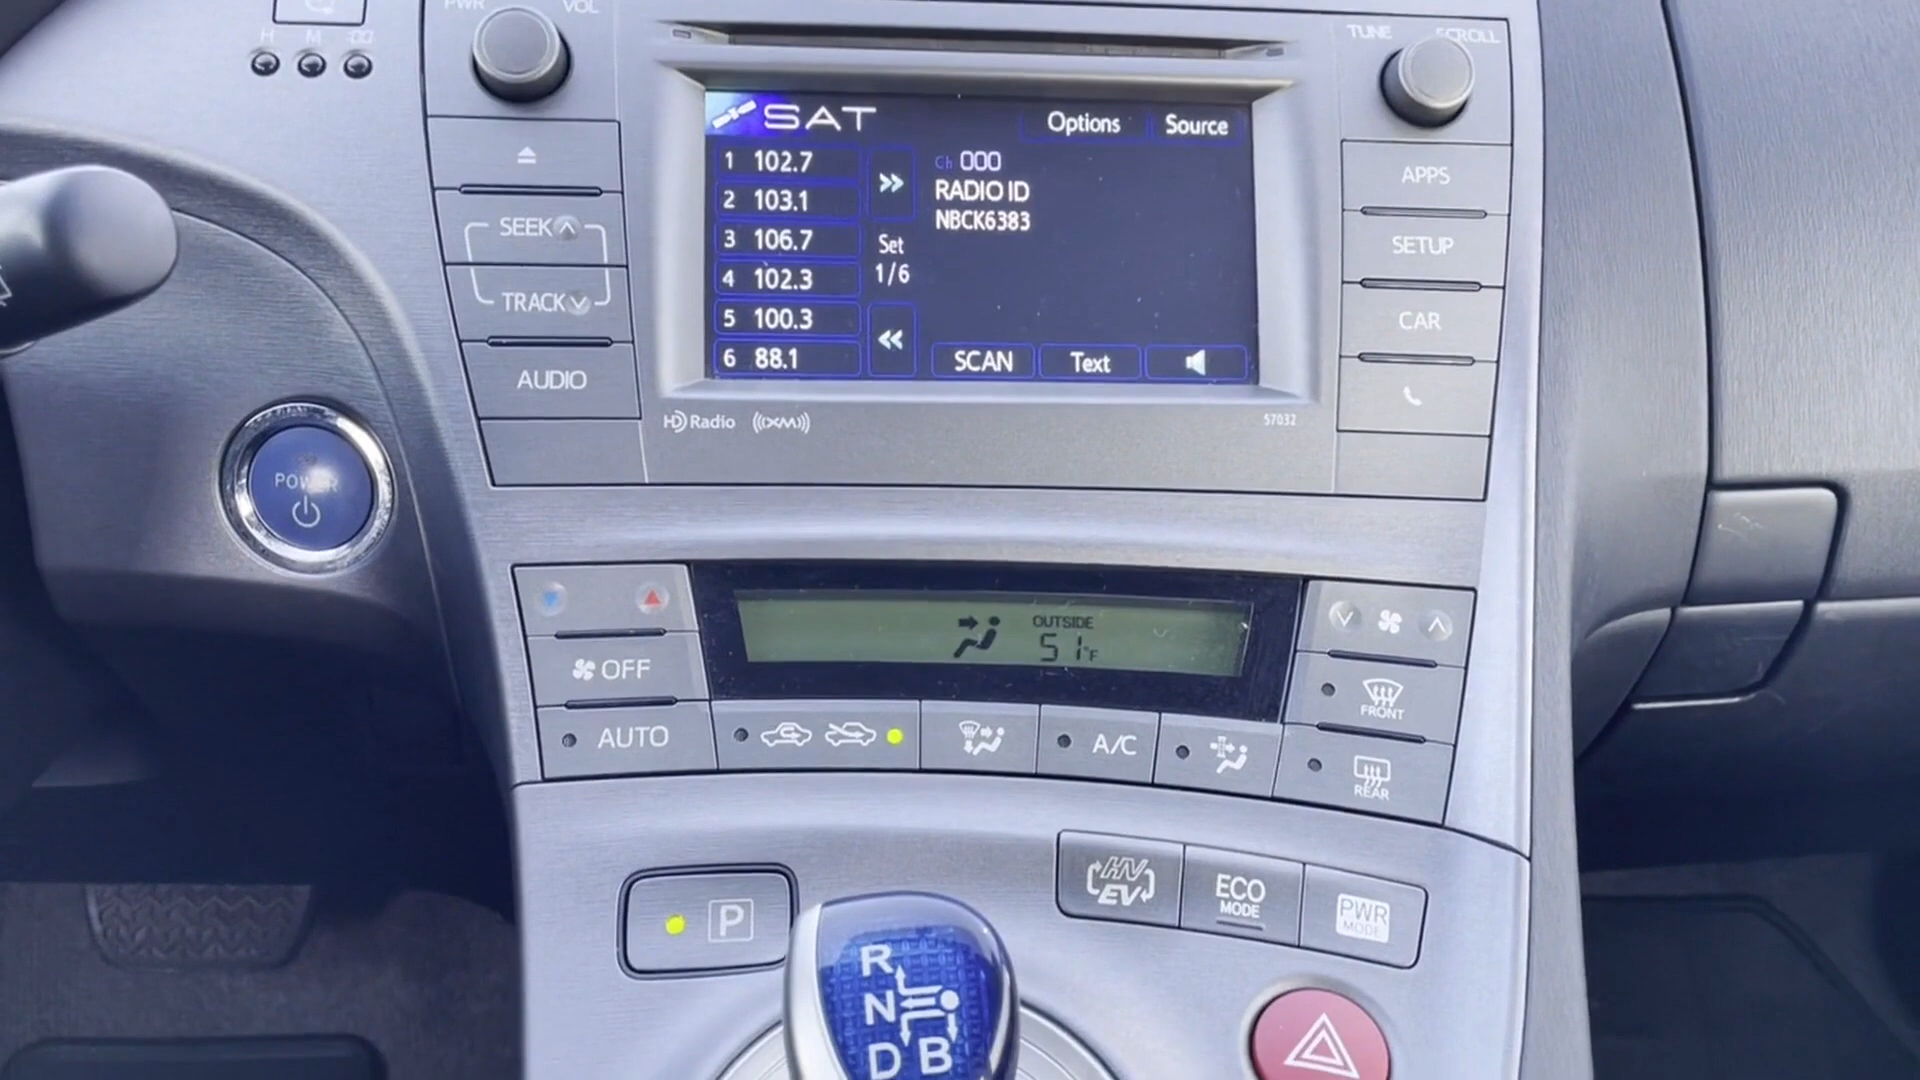 PWR VOL
H M :00
TUNE SCROLL
SAT
Options
Source
1 102.7
2 103.1
3 106.7
4 102.3
5 100.3
6 88.1
Set
1/6
Ch 000
RADIO ID
NBCK6383
SCAN
Text
SEEK
TRACK
AUDIO
APPS
SETUP
CAR
HD Radio ((XM)) 57032
POWER
OUTSIDE
51°F
OFF
AUTO
A/C
FRONT
REAR
P
HV
EV
ECO
MODE
PWR
MODE
R
N
D B